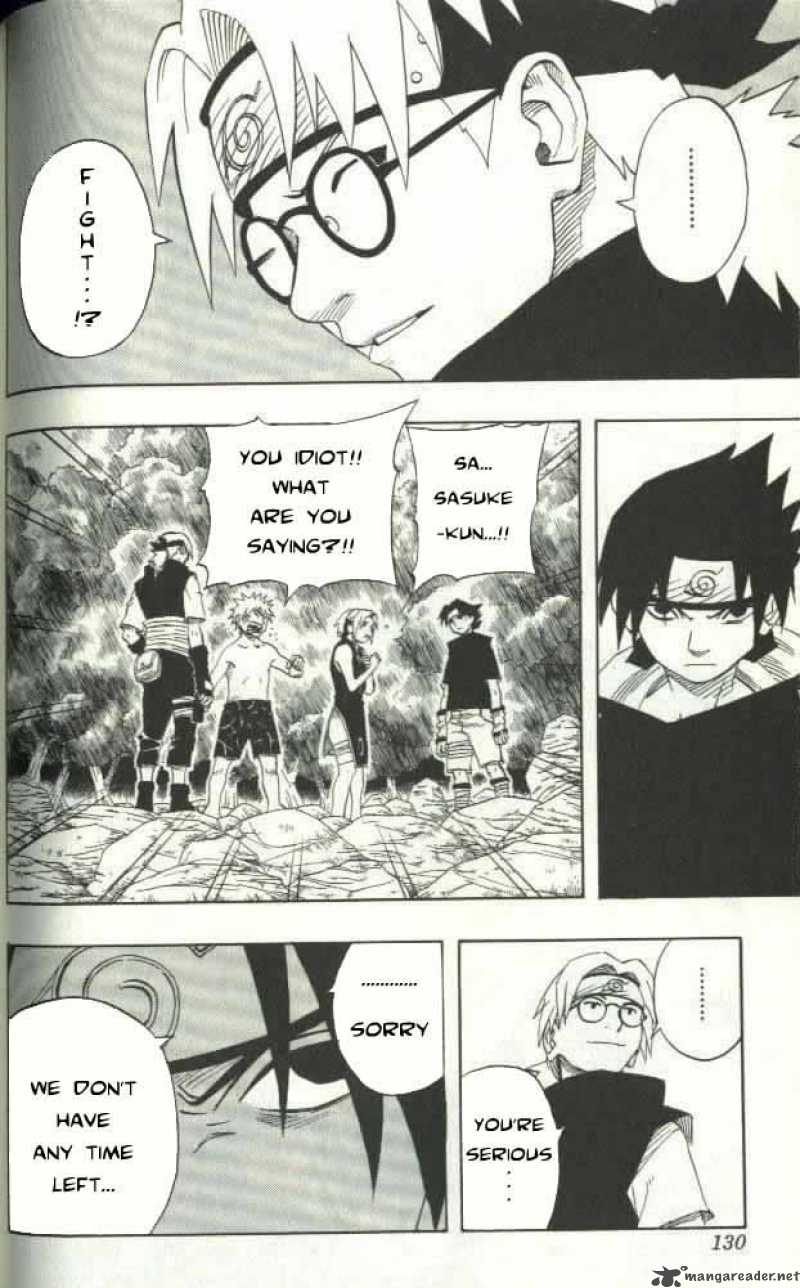 ............
FIGHT...
!?
SA...
SASUKE
-KUN...!!
YOU IDIOT!!
WHAT
ARE YOU
SAYING?!!
............
YOU'RE
SERIOUS
...
.............
SORRY
WE DON'T
HAVE
ANY TIME
LEFT...
130
mangareader.net